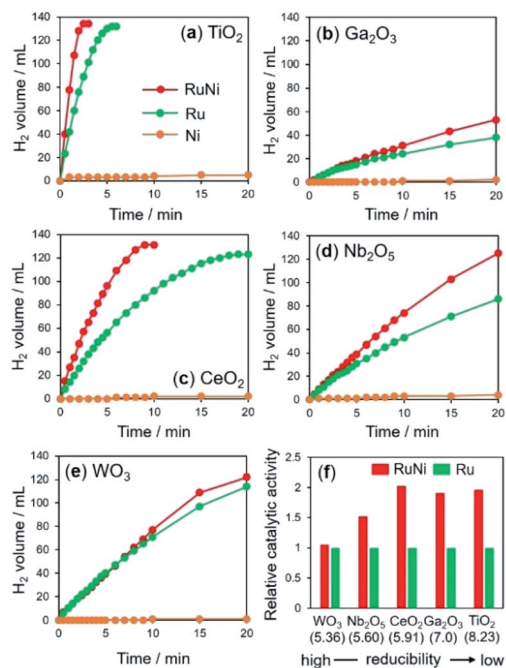 (a) TiO2
RuNi
Ru
Ni
H2 volume / mL
140
120
100
80
60
40
20
0
0 5 10 15 20
Time / min
(b) Ga2O3
H2 volume / mL
140
120
100
80
60
40
20
0
0 5 10 15 20
Time / min
(c) CeO2
H2 volume / mL
140
120
100
80
60
40
20
0
0 5 10 15 20
Time / min
(d) Nb2O5
H2 volume / mL
140
120
100
80
60
40
20
0
0 5 10 15 20
Time / min
(e) WO3
H2 volume / mL
140
120
100
80
60
40
20
0
0 5 10 15 20
Time / min
(f)
RuNi Ru
Relative catalytic activity
2.5
2
1.5
1
0.5
0
WO3 Nb2O5 CeO2 Ga2O3 TiO2
(5.36) (5.60) (5.91) (7.0) (8.23)
high reducibility low